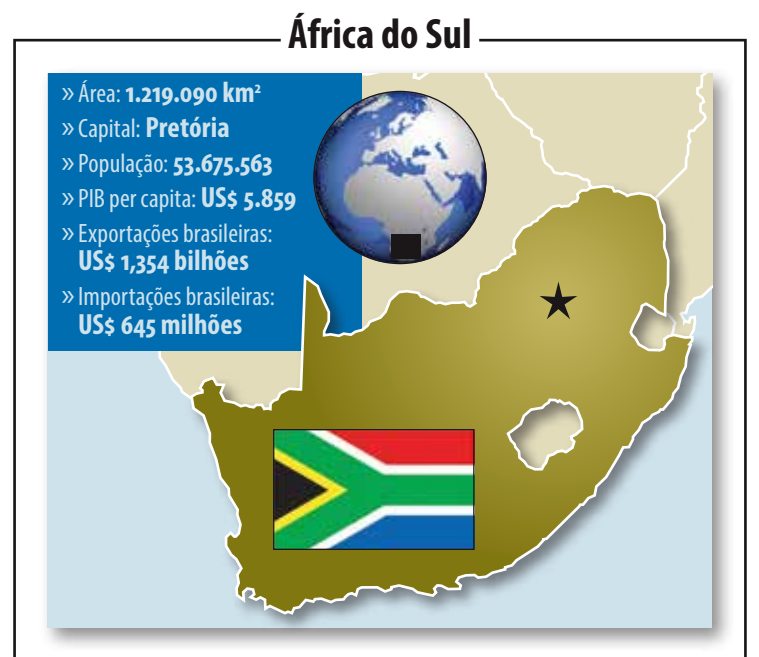 África do Sul
» Área: 1.219.090 km²
» Capital: Pretória
» População: 53.675.563
» PIB per capita: US$ 5.859
» Exportações brasileiras:
US$ 1,354 bilhões
» Importações brasileiras:
US$ 645 milhões